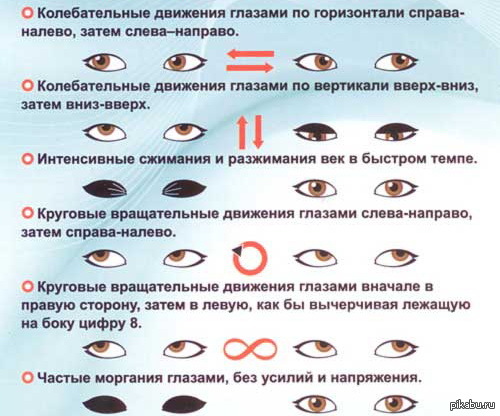 Колебательные движения глазами по горизонтали справа-
налево, затем слева–направо.
Колебательные движения глазами по вертикали вверх-вниз,
затем вниз-вверх.
Интенсивные сжимания и разжимания век в быстром темпе.
Круговые вращательные движения глазами слева-направо,
затем справа-налево.
Круговые вращательные движения глазами вначале в
правую сторону, затем в левую, как бы вычерчивая лежащую
на боку цифру 8.
Частые моргания глазами, без усилий и напряжения.
pikabu.ru